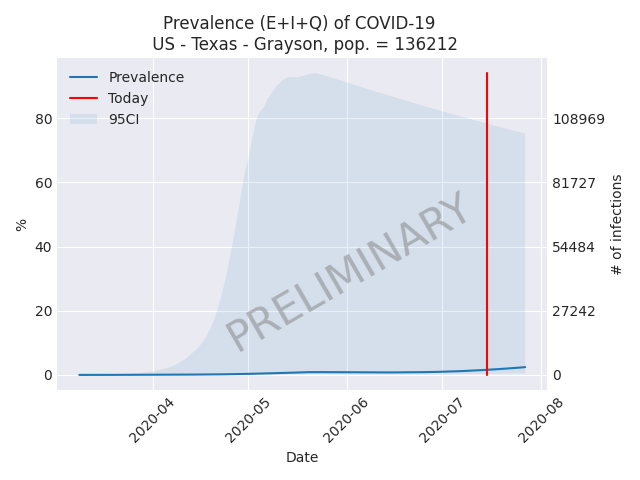 Prevalence (E+I+Q) of COVID-19
US - Texas - Grayson, pop. = 136212
Prevalence
Today
95CI
80
60
40
20
0
%
108969
81727
54484
27242
0
# of infections
PRELIMINARY
2020-04
2020-05
2020-06
2020-07
2020-08
Date